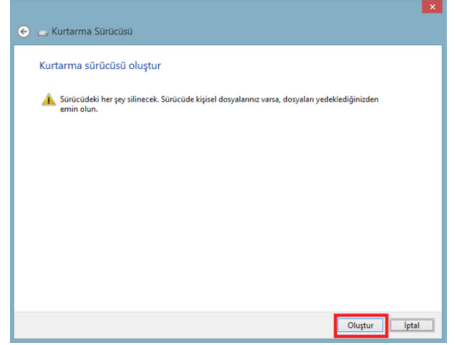 Kurtarma Sürücüsü
Kurtarma sürücüsü oluştur
Sürücüdeki her şey silinecek. Sürücüde kişisel dosyalarınız varsa, dosyaları yedeklediğinizden
emin olun.
Oluştur İptal